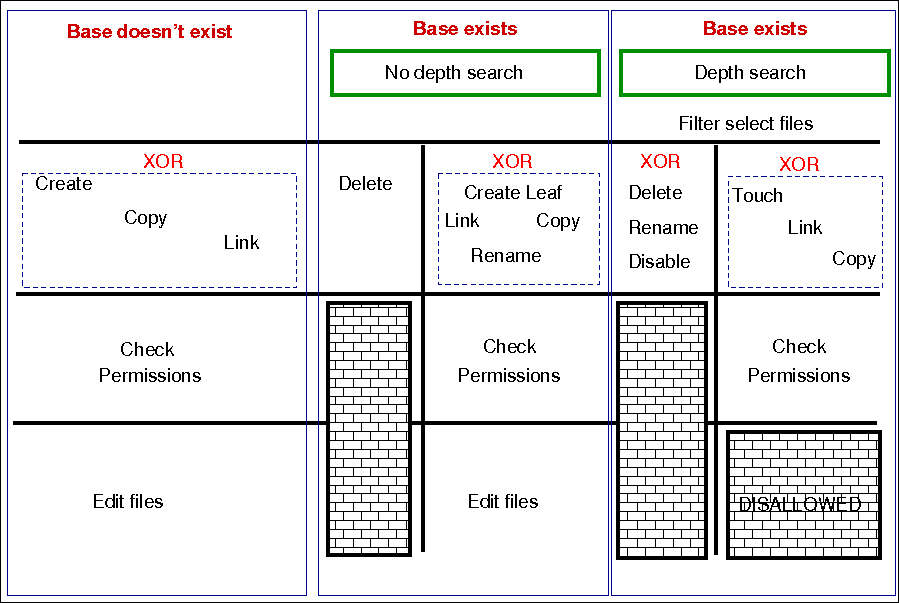 Base doesn't exist
Base exists
Base exists
No depth search
Depth search
Filter select files
XOR
XOR
XOR
XOR
Create
Copy
Link
Delete
Create Leaf
Link Copy
Rename
Delete
Rename
Disable
Touch
Link
Copy
Check
Permissions
Check
Permissions
Check
Permissions
Edit files
Edit files
DISALLOWED